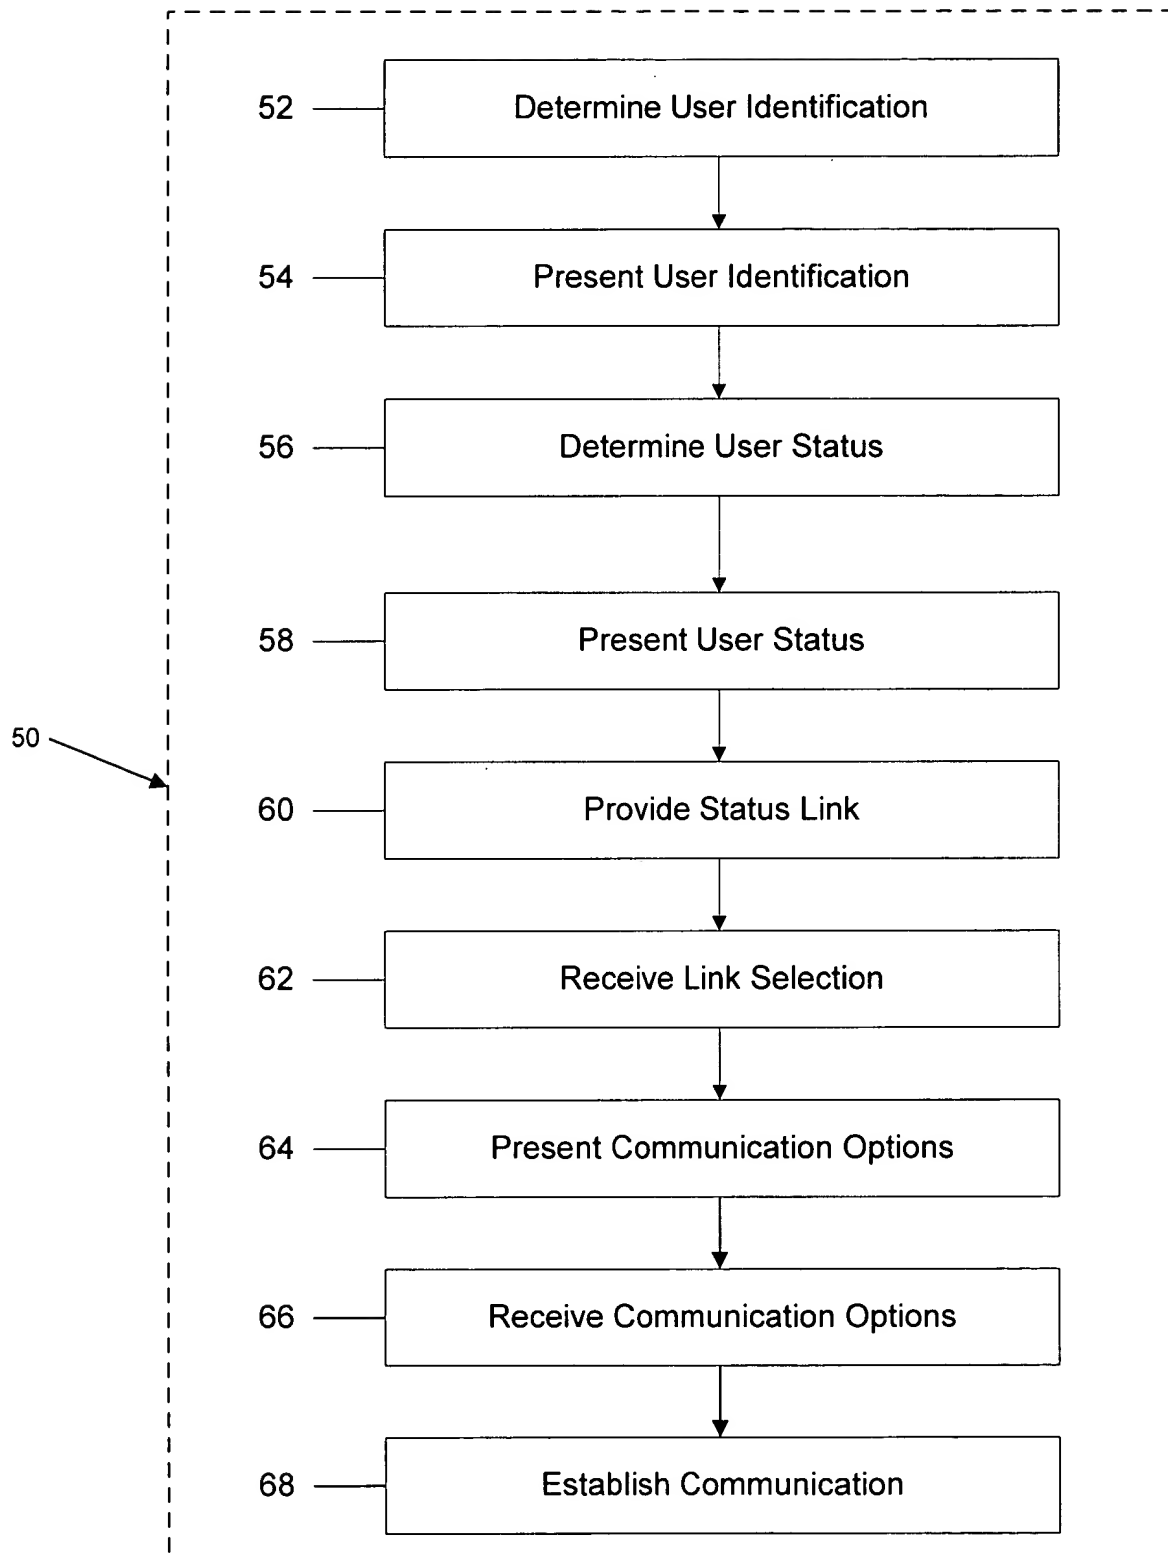 52 Determine User Identification
54 Present User Identification
56 Determine User Status
58 Present User Status
50
60 Provide Status Link
62 Receive Link Selection
64 Present Communication Options
66 Receive Communication Options
68 Establish Communication